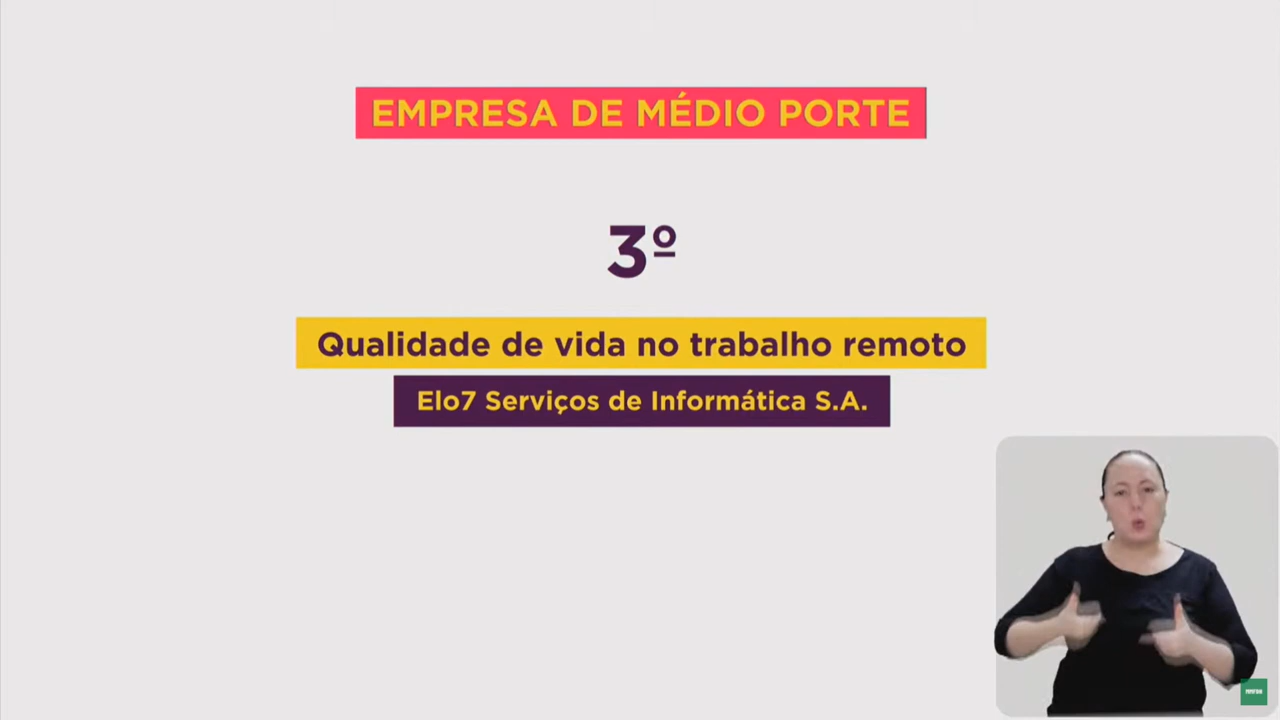 EMPRESA DE MÉDIO PORTE
3º
Qualidade de vida no trabalho remoto
Elo7 Serviços de Informática S.A.